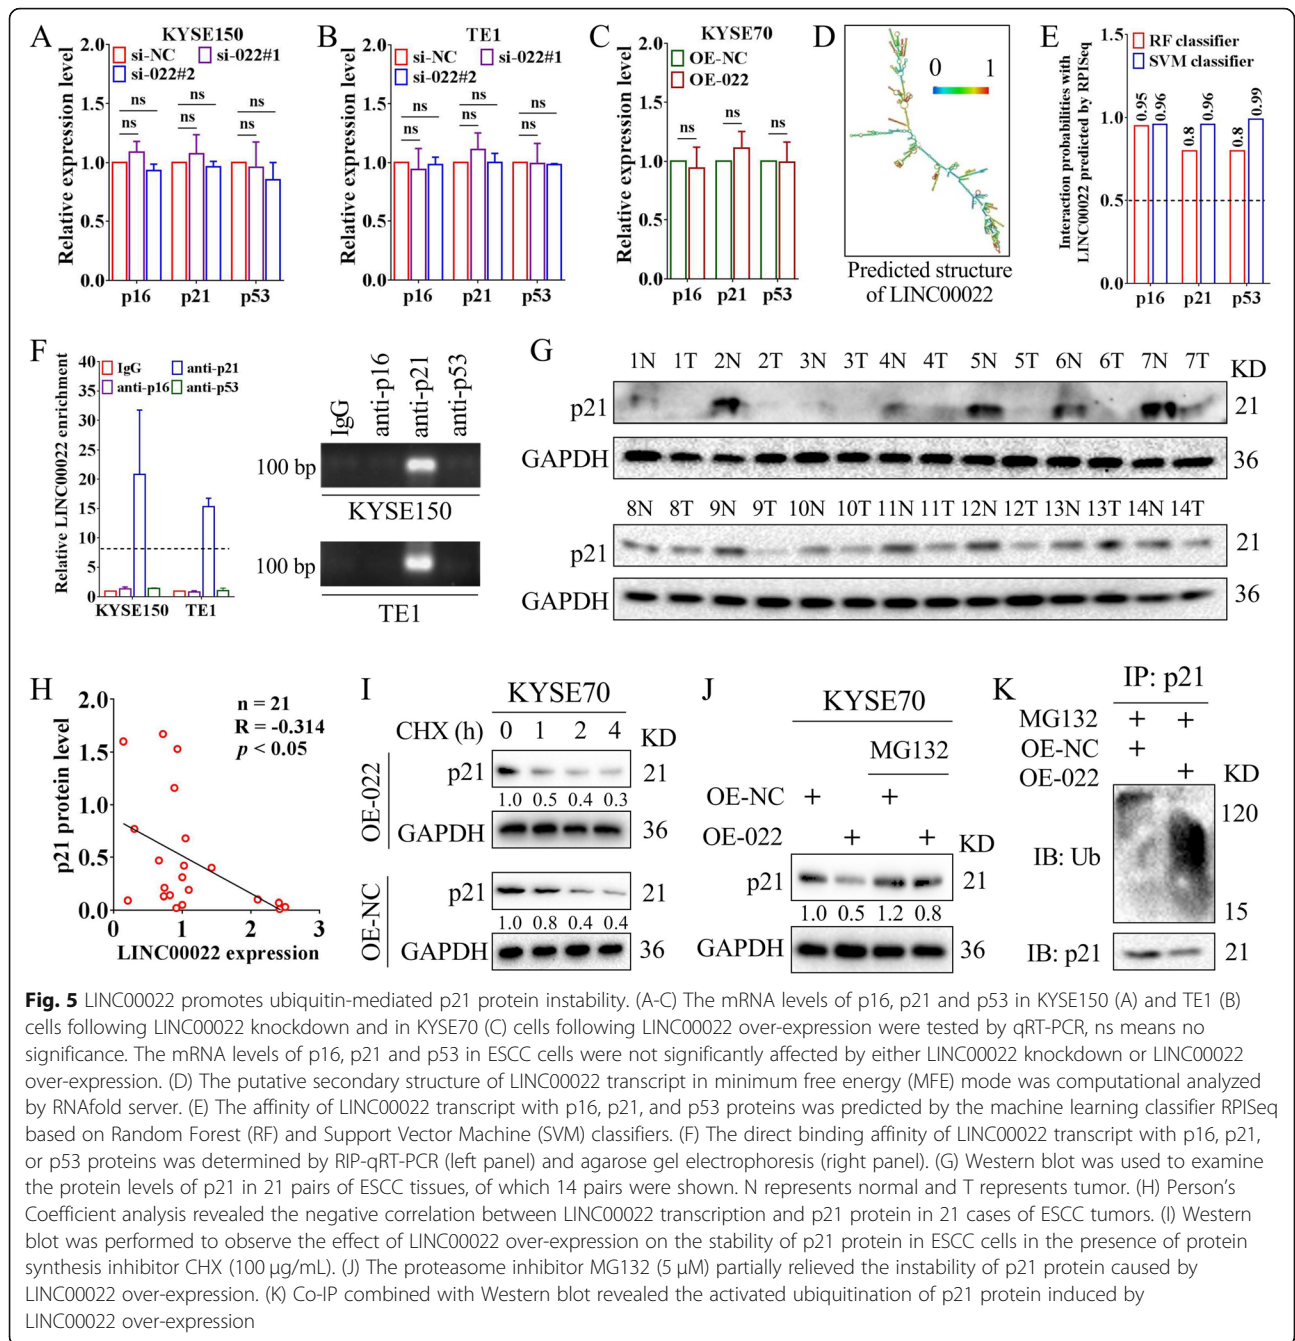 A
KYSE150
si-NC si-022#1
si-022#2
Relative expression level
2.0
1.5
1.0
0.5
0.0
ns ns
ns ns ns
p16 p21 p53
B
TE1
si-NC si-022#1
si-022#2
Relative expression level
2.0
1.5
1.0
0.5
0.0
ns ns ns
ns ns
p16 p21 p53
C
KYSE70
OE-NC
OE-022
Relative expression level
2.0
1.5
1.0
0.5
0.0
ns ns ns
p16 p21 p53
D
0 1
Predicted structure
of LINC00022
E
RF classifier
SVM classifier
Interaction probabilities with
LINC00022 predicted by RPISeq
1.5
1.0
0.5
0.0
0.95 0.96 0.8 0.96 0.8 0.99
p16 p21 p53
F
Relative LINC00022 enrichment
40
35
30
25
20
15
10
5
0
IgG anti-p21
anti-p16 anti-p53
KYSE150 TE1
IgG anti-p16 anti-p21 anti-p53
100 bp
KYSE150
100 bp
TE1
G
1N 1T 2N 2T 3N 3T 4N 4T 5N 5T 6N 6T 7N 7T KD
p21 21
GAPDH 36
8N 8T 9N 9T 10N 10T 11N 11T 12N 12T 13N 13T 14N 14T
p21 21
GAPDH 36
H
p21 protein level
2.0
1.5
1.0
0.5
0.0
n = 21
R = -0.314
p < 0.05
0 1 2 3
LINC00022 expression
I
KYSE70
CHX (h) 0 1 2 4 KD
OE-022
p21 21
1.0 0.5 0.4 0.3
GAPDH 36
OE-NC
p21 21
1.0 0.8 0.4 0.4
GAPDH 36
J
KYSE70
MG132
OE-NC + +
OE-022 + + KD
p21 21
1.0 0.5 1.2 0.8
GAPDH 36
K
IP: p21
MG132 + +
OE-NC +
OE-022 + KD
120
IB: Ub
15
IB: p21 21
Fig. 5 LINC00022 promotes ubiquitin-mediated p21 protein instability. (A-C) The mRNA levels of p16, p21 and p53 in KYSE150 (A) and TE1 (B)
cells following LINC00022 knockdown and in KYSE70 (C) cells following LINC00022 over-expression were tested by qRT-PCR, ns means no
significance. The mRNA levels of p16, p21 and p53 in ESCC cells were not significantly affected by either LINC00022 knockdown or LINC00022
over-expression. (D) The putative secondary structure of LINC00022 transcript in minimum free energy (MFE) mode was computational analyzed
by RNAfold server. (E) The affinity of LINC00022 transcript with p16, p21, and p53 proteins was predicted by the machine learning classifier RPISeq
based on Random Forest (RF) and Support Vector Machine (SVM) classifiers. (F) The direct binding affinity of LINC00022 transcript with p16, p21,
or p53 proteins was determined by RIP-qRT-PCR (left panel) and agarose gel electrophoresis (right panel). (G) Western blot was used to examine
the protein levels of p21 in 21 pairs of ESCC tissues, of which 14 pairs were shown. N represents normal and T represents tumor. (H) Person's
Coefficient analysis revealed the negative correlation between LINC00022 transcription and p21 protein in 21 cases of ESCC tumors. (I) Western
blot was performed to observe the effect of LINC00022 over-expression on the stability of p21 protein in ESCC cells in the presence of protein
synthesis inhibitor CHX (100 μg/mL). (J) The proteasome inhibitor MG132 (5 μM) partially relieved the instability of p21 protein caused by
LINC00022 over-expression. (K) Co-IP combined with Western blot revealed the activated ubiquitination of p21 protein induced by
LINC00022 over-expression